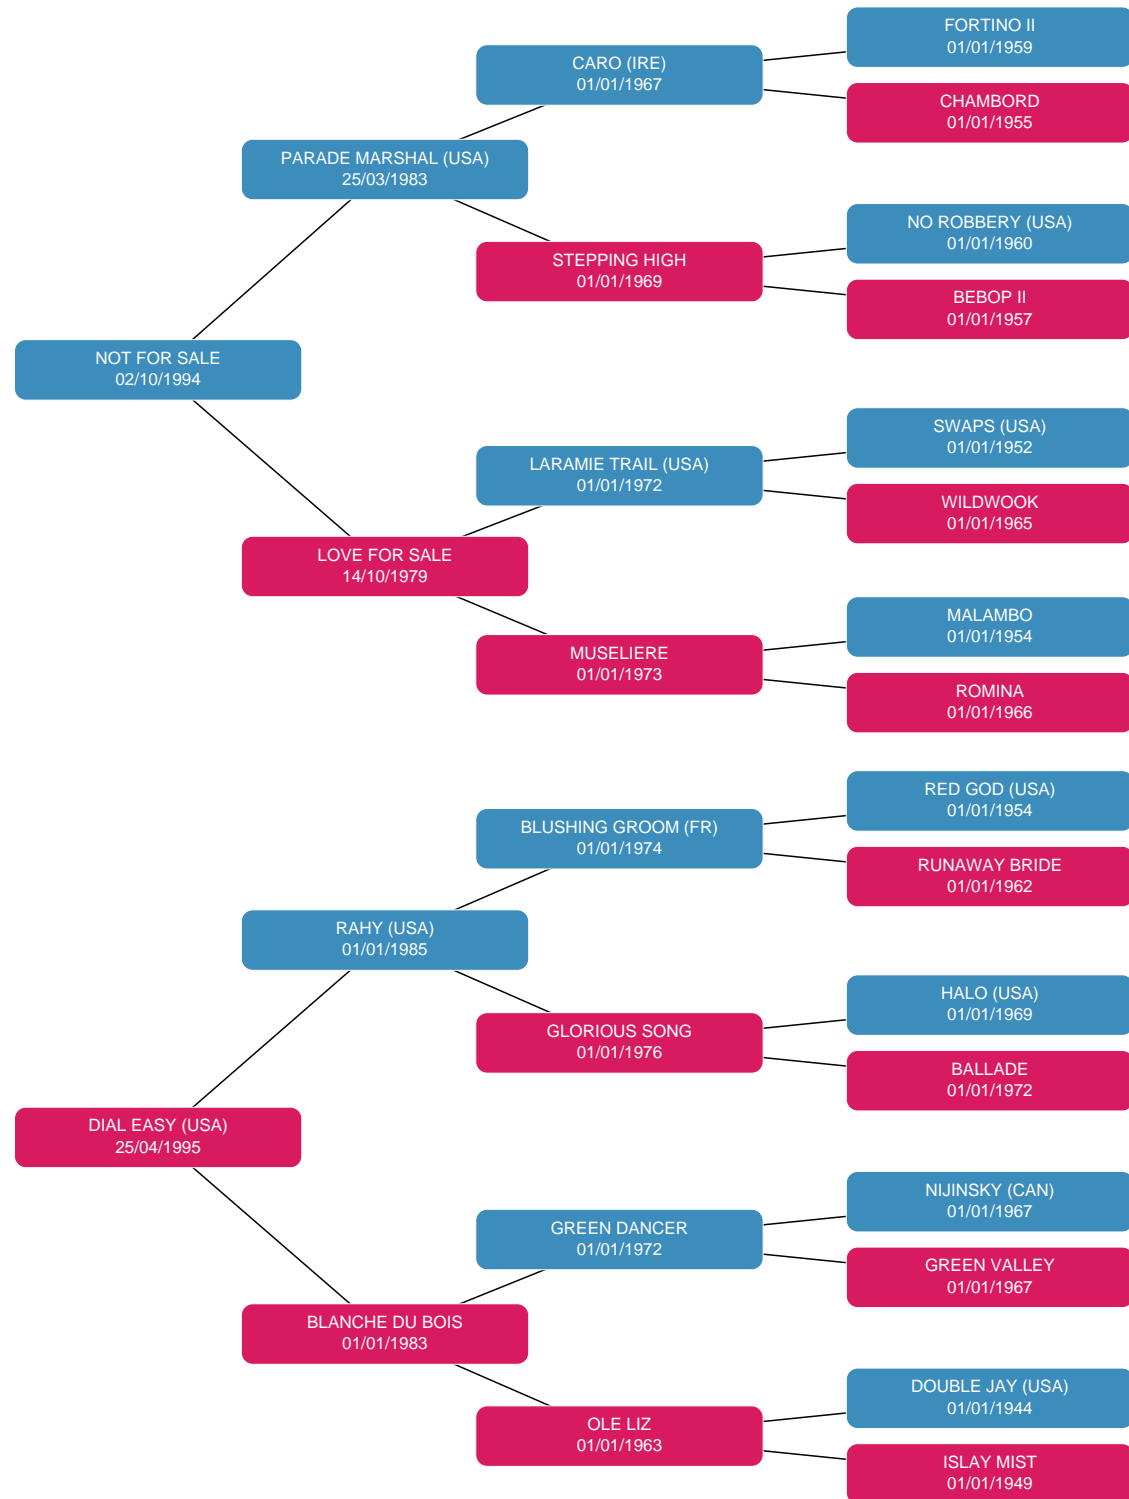 FORTINO II
01/01/1959
CARO (IRE)
01/01/1967
CHAMBORD
01/01/1955
PARADE MARSHAL (USA)
25/03/1983
NO ROBBERY (USA)
01/01/1960
STEPPING HIGH
01/01/1969
BEBOP II
01/01/1957
NOT FOR SALE
02/10/1994
SWAPS (USA)
01/01/1952
LARAMIE TRAIL (USA)
01/01/1972
WILDWOOK
01/01/1965
LOVE FOR SALE
14/10/1979
MALAMBO
01/01/1954
MUSELIERE
01/01/1973
ROMINA
01/01/1966
RED GOD (USA)
01/01/1954
BLUSHING GROOM (FR)
01/01/1974
RUNAWAY BRIDE
01/01/1962
RAHY (USA)
01/01/1985
HALO (USA)
01/01/1969
GLORIOUS SONG
01/01/1976
BALLADE
01/01/1972
DIAL EASY (USA)
25/04/1995
NIJINSKY (CAN)
01/01/1967
GREEN DANCER
01/01/1972
GREEN VALLEY
01/01/1967
BLANCHE DU BOIS
01/01/1983
DOUBLE JAY (USA)
01/01/1944
OLE LIZ
01/01/1963
ISLAY MIST
01/01/1949